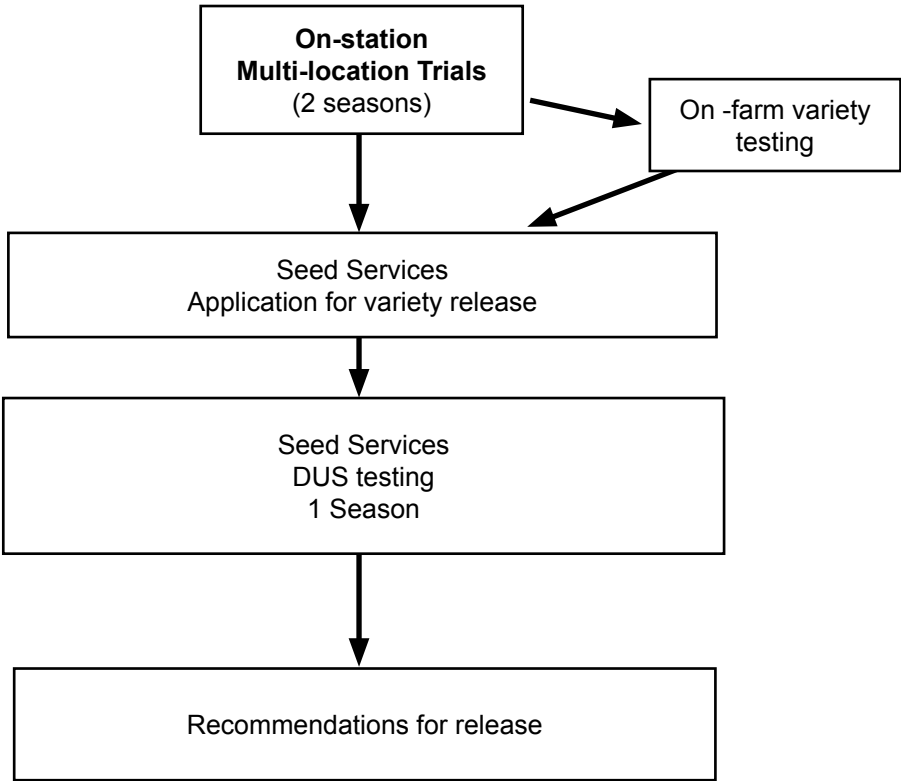 On-station
Multi-location Trials
(2 seasons)
On -farm variety
testing
Seed Services
Application for variety release
Seed Services
DUS testing
1 Season
Recommendations for release